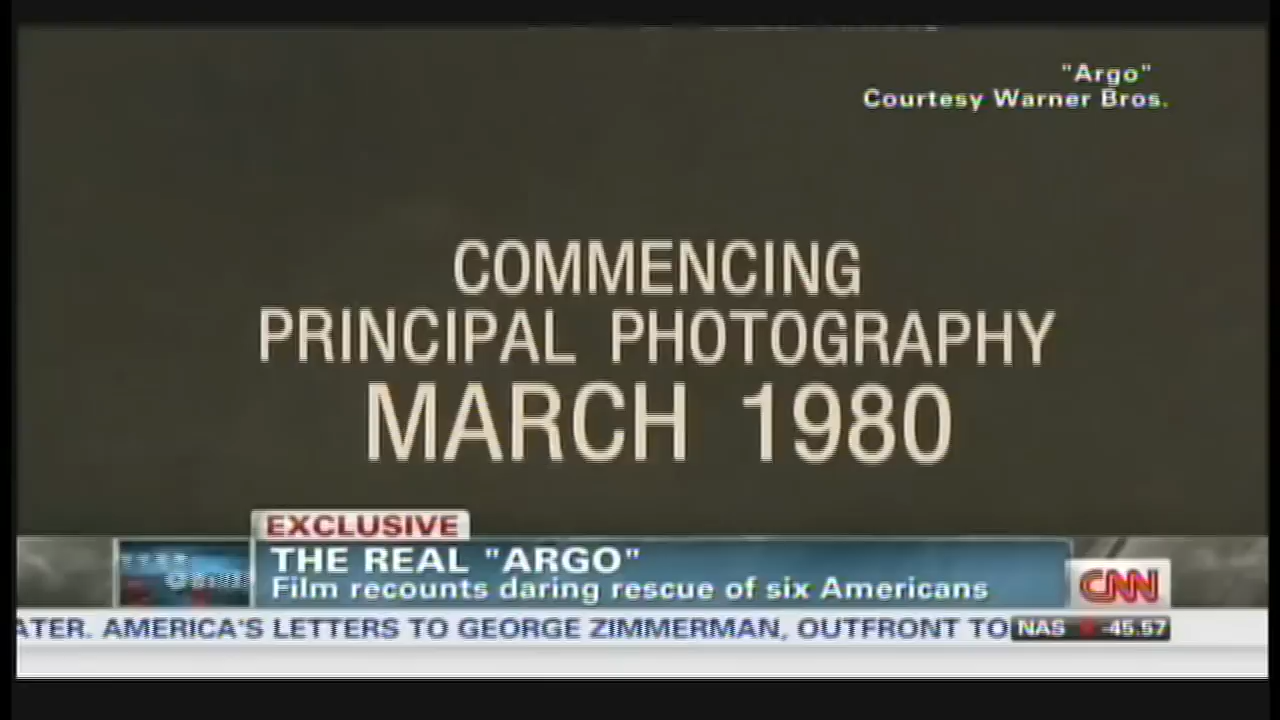 "Argo"
Courtesy Warner Bros.
COMMENCING
PRINCIPAL PHOTOGRAPHY
MARCH 1980
EXCLUSIVE
THE REAL "ARGO"
Film recounts daring rescue of six Americans
CNN
ATER. AMERICA'S LETTERS TO GEORGE ZIMMERMAN, OUTFRONT TO
NAS -45.57